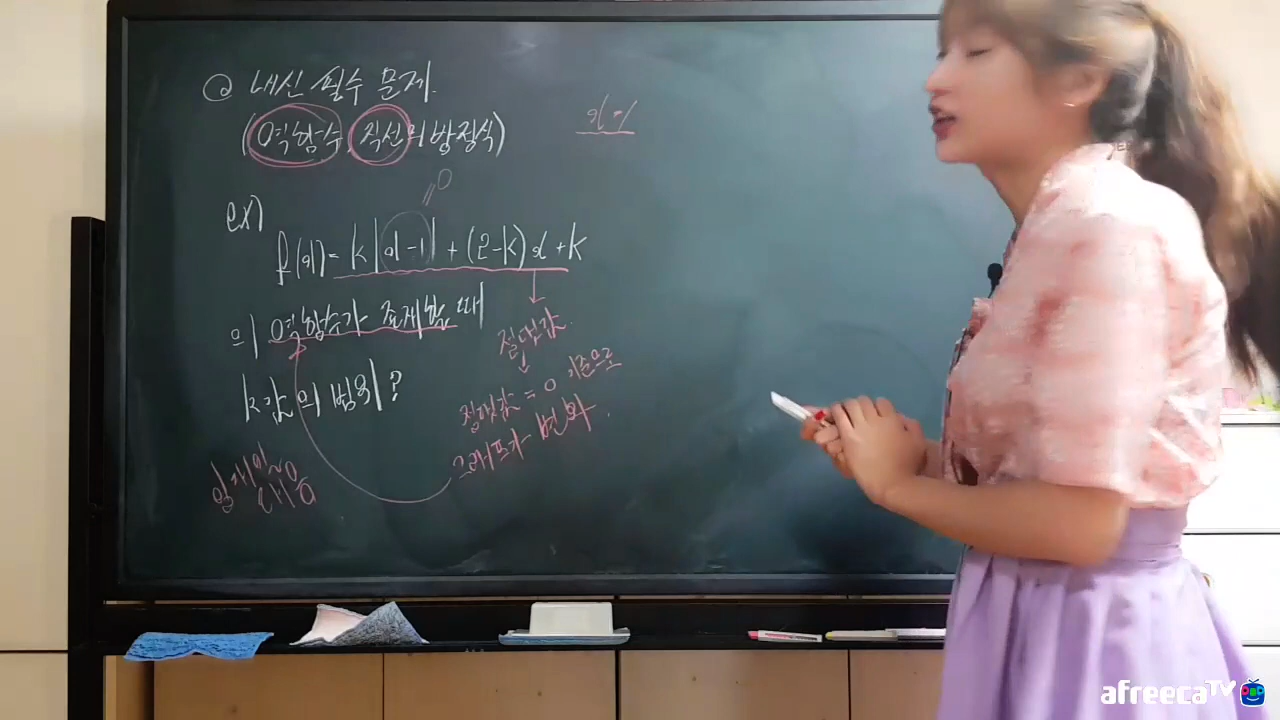 @ 내신 필수 문제.
(역함수, 직선의 방정식)
ex)
=0
f(x)= k|x-1|+(2-k)x+k
의 역함수가 존재할 때
k값의 범위?
절댓값.
절댓값 = 0 기준으로
그래프가 변화.
일대일
대응
afreecaTV